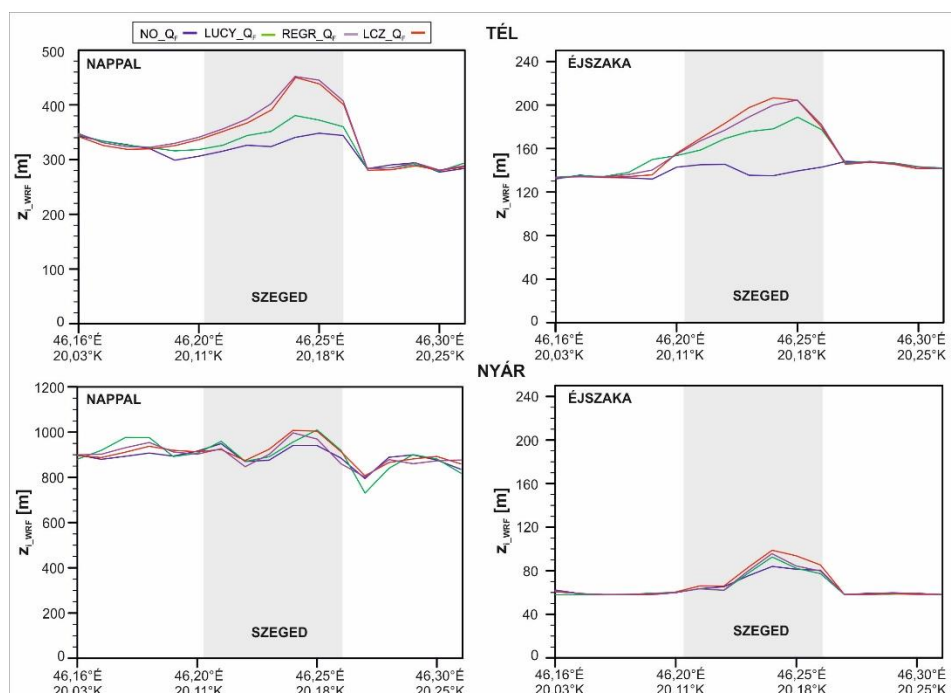 NO_QF LUCY_QF REGR_QF LCZ_QF
TÉL
NAPPAL
zi_WRF [m]
500
400
300
200
100
0
SZEGED
46,16°É 46,20°É 46,25°É 46,30°É
20,03°K 20,11°K 20,18°K 20,25°K
ÉJSZAKA
zi_WRF [m]
240
200
160
120
80
40
0
SZEGED
46,16°É 46,20°É 46,25°É 46,30°É
20,03°K 20,11°K 20,18°K 20,25°K
NYÁR
NAPPAL
zi_WRF [m]
1200
1000
800
600
400
200
0
SZEGED
46,16°É 46,20°É 46,25°É 46,30°É
20,03°K 20,11°K 20,18°K 20,25°K
ÉJSZAKA
zi_WRF [m]
240
200
160
120
80
40
0
SZEGED
46,16°É 46,20°É 46,25°É 46,30°É
20,03°K 20,11°K 20,18°K 20,25°K